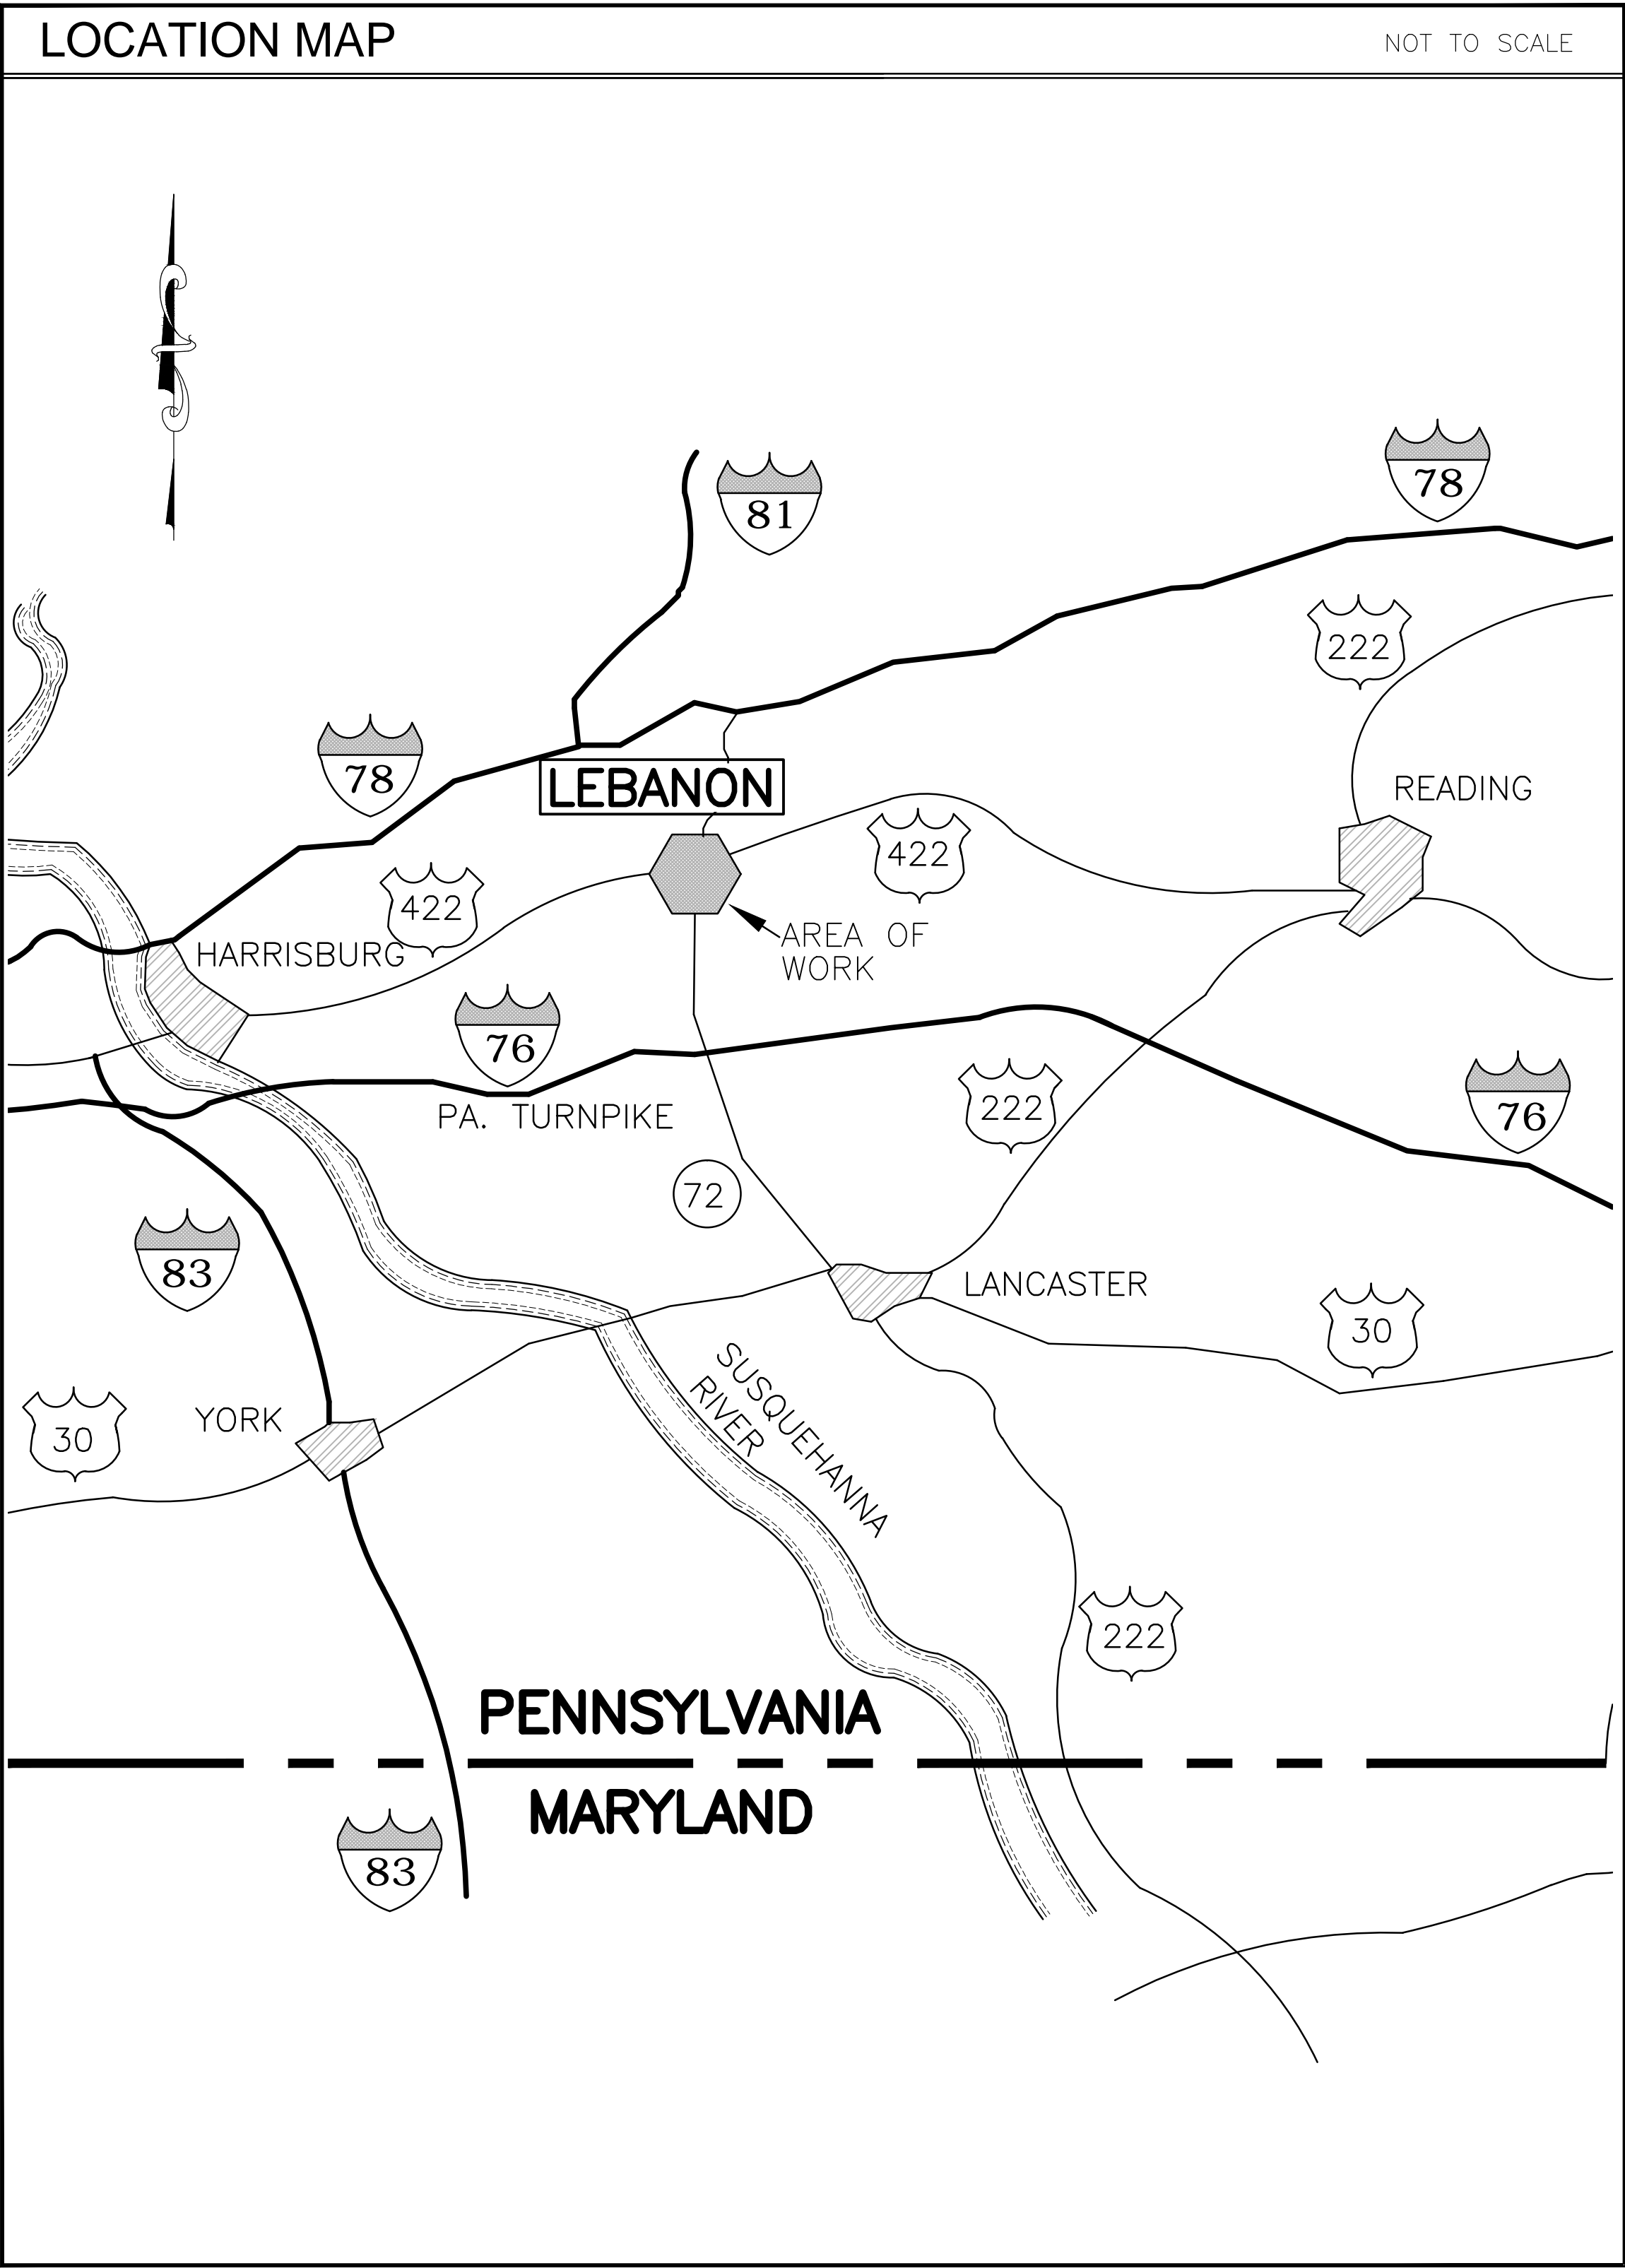 LOCATION MAP
NOT TO SCALE
78
81
222
78
LEBANON
READING
422
422
HARRISBURG
AREA OF
WORK
76
222
76
PA. TURNPIKE
72
83
LANCASTER
30
SUSQUEHANNA
RIVER
YORK
30
222
PENNSYLVANIA
MARYLAND
83